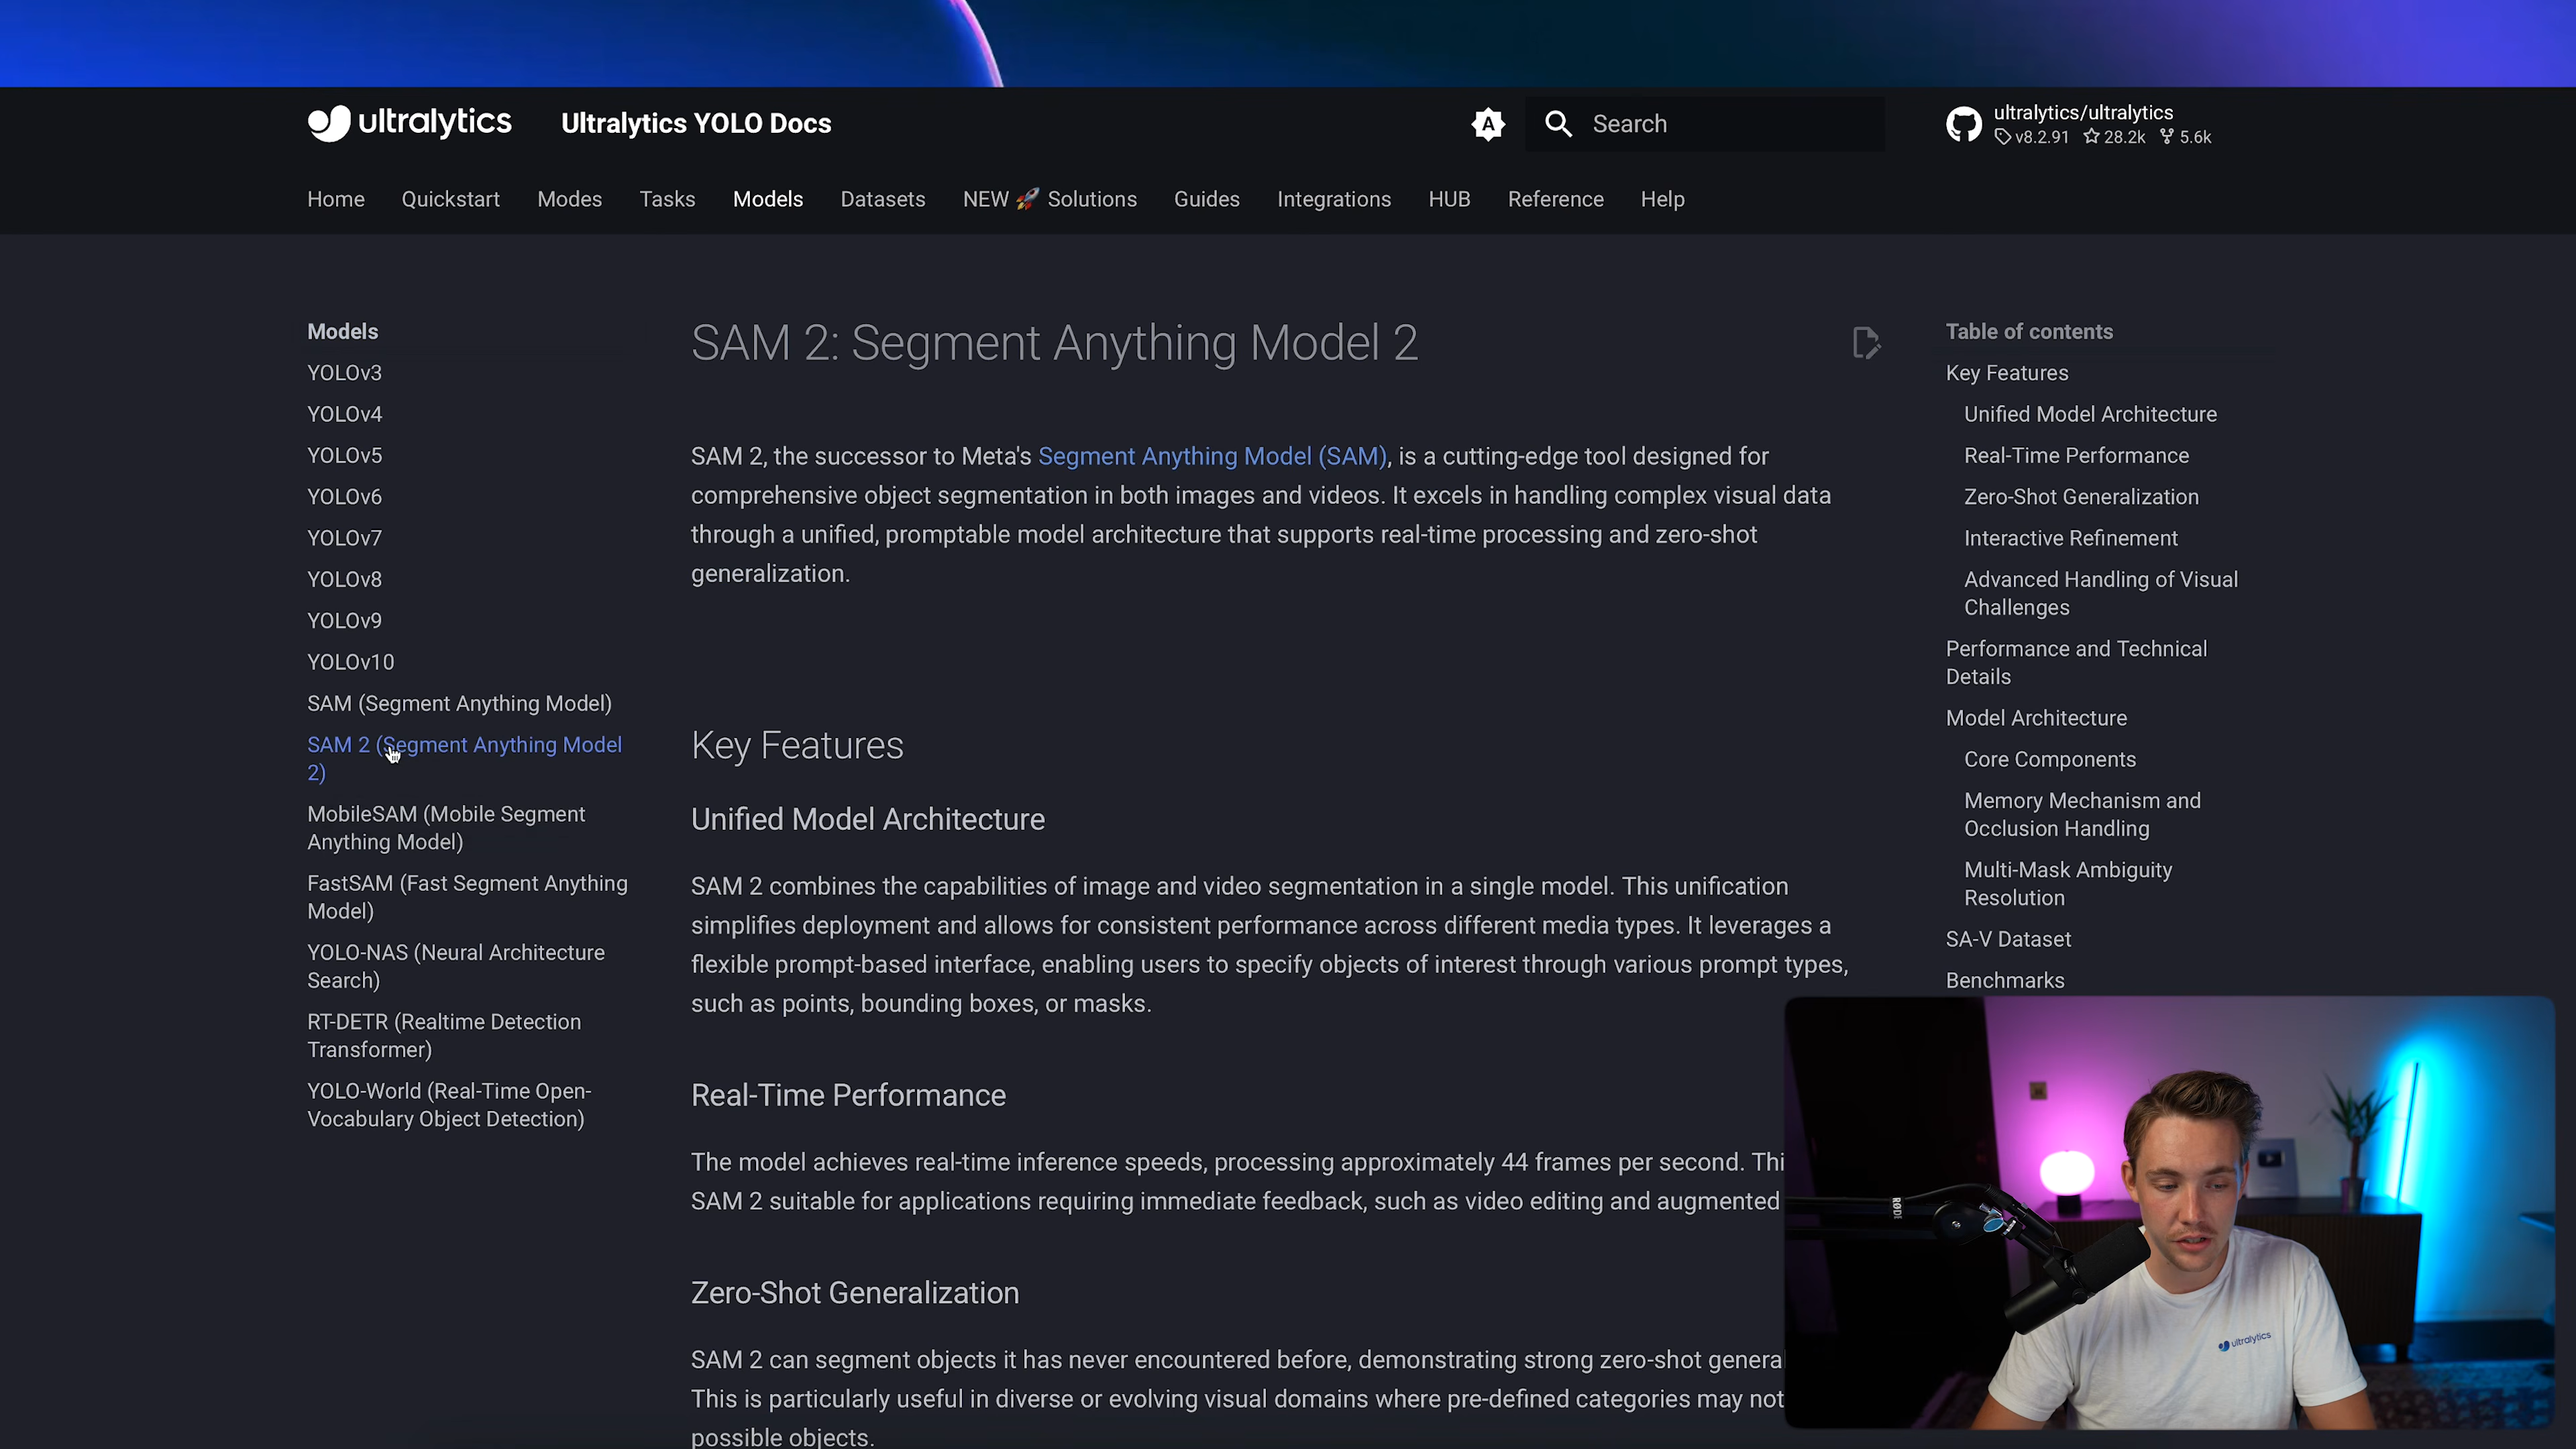 ultralytics
Ultralytics YOLO Docs
A
Search
ultralytics/ultralytics
v8.2.91 28.2k 5.6k
Home Quickstart Modes Tasks Models Datasets NEW 🚀 Solutions Guides Integrations HUB Reference Help
Models
YOLOv3
YOLOv4
YOLOv5
YOLOv6
YOLOv7
YOLOv8
YOLOv9
YOLOv10
SAM (Segment Anything Model)
SAM 2 (Segment Anything Model
2)
MobileSAM (Mobile Segment
Anything Model)
FastSAM (Fast Segment Anything
Model)
YOLO-NAS (Neural Architecture
Search)
RT-DETR (Realtime Detection
Transformer)
YOLO-World (Real-Time Open-
Vocabulary Object Detection)
SAM 2: Segment Anything Model 2
SAM 2, the successor to Meta's Segment Anything Model (SAM), is a cutting-edge tool designed for
comprehensive object segmentation in both images and videos. It excels in handling complex visual data
through a unified, promptable model architecture that supports real-time processing and zero-shot
generalization.
Key Features
Unified Model Architecture
SAM 2 combines the capabilities of image and video segmentation in a single model. This unification
simplifies deployment and allows for consistent performance across different media types. It leverages a
flexible prompt-based interface, enabling users to specify objects of interest through various prompt types,
such as points, bounding boxes, or masks.
Real-Time Performance
The model achieves real-time inference speeds, processing approximately 44 frames per second. Thi
SAM 2 suitable for applications requiring immediate feedback, such as video editing and augmented
Zero-Shot Generalization
SAM 2 can segment objects it has never encountered before, demonstrating strong zero-shot general
This is particularly useful in diverse or evolving visual domains where pre-defined categories may not
possible objects.
Table of contents
Key Features
Unified Model Architecture
Real-Time Performance
Zero-Shot Generalization
Interactive Refinement
Advanced Handling of Visual
Challenges
Performance and Technical
Details
Model Architecture
Core Components
Memory Mechanism and
Occlusion Handling
Multi-Mask Ambiguity
Resolution
SA-V Dataset
Benchmarks
RØDE
ultralytics